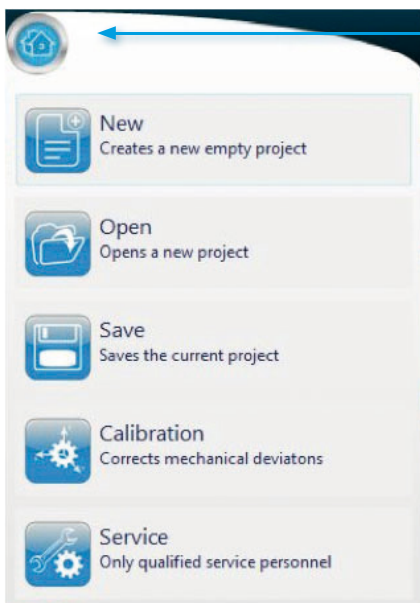 New
Creates a new empty project
Open
Opens a new project
Save
Saves the current project
Calibration
Corrects mechanical deviatons
Service
Only qualified service personnel